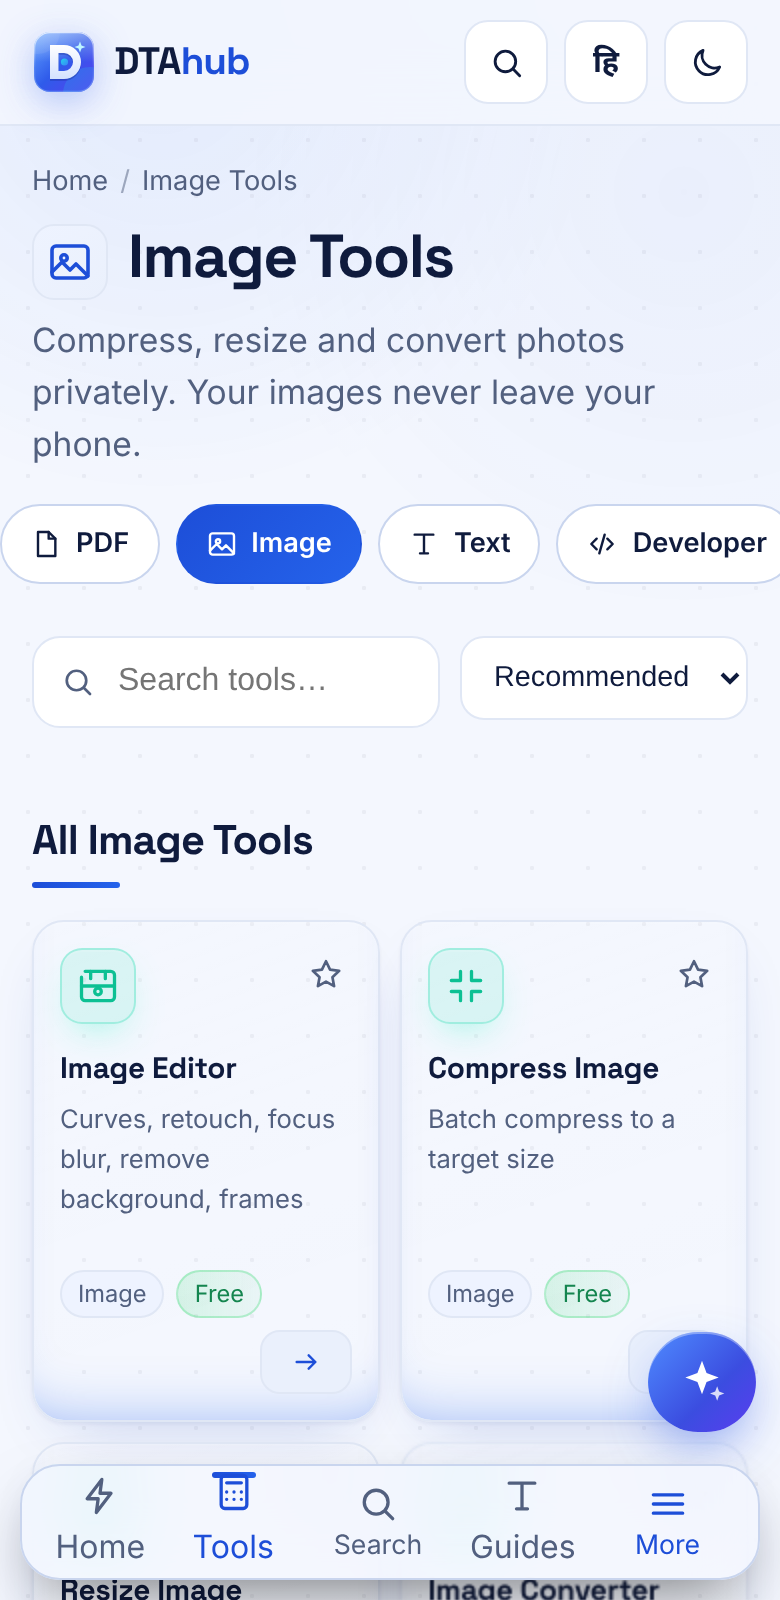 DTAhub
हि
Home / Image Tools
Image Tools
Compress, resize and convert photos
privately. Your images never leave your
phone.
PDF
Image
Text
Developer
Search tools...
Recommended
All Image Tools
Image Editor
Curves, retouch, focus
blur, remove
background, frames
Image
Free
Compress Image
Batch compress to a
target size
Image
Free
Home
Tools
Search
Guides
More
Resize Image
Image Converter